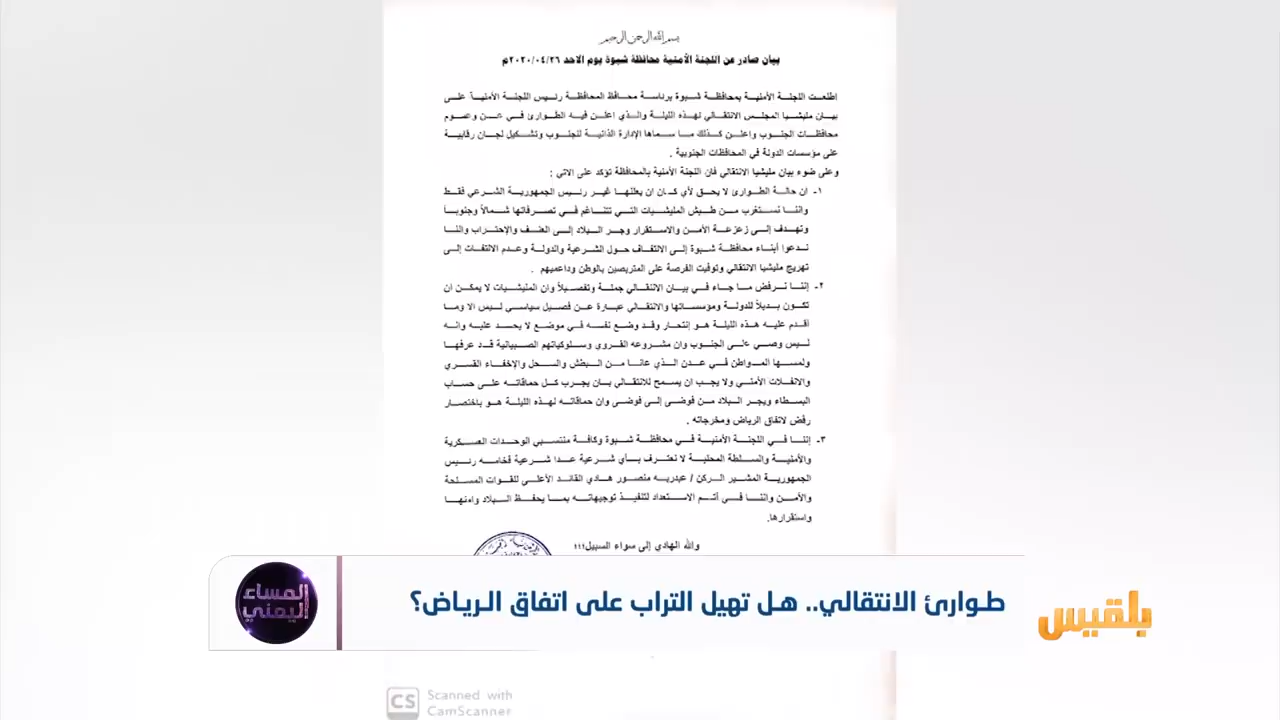 بسم الله الرحمن الرحيم
بيان صادر عن اللجنة الأمنية محافظة شبوة يوم الاحد ٢٠٢٠/٠٤/٢٦م
اطلعت اللجنة الأمنية بمحافظة شبوة برئاسة محافظ المحافظة رئيس اللجنة الأمنية على
بيان مليشيا المجلس الانتقالي لهذه الليلة والذي اعلن فيه الطوارئ في عدن وعموم
محافظات الجنوب واعلن كذلك ما سماها الإدارة الذاتية للجنوب وتشكيل لجان رقابية
على مؤسسات الدولة في المحافظات الجنوبية .
وعلى ضوء بيان مليشيا الانتقالي فان اللجنة الأمنية بالمحافظة تؤكد على الاتي :
١- ان حالة الطوارئ لا يحق لأي كان ان يعلنها غير رئيس الجمهورية الشرعي فقط
واننا نستغرب من طيش المليشيات التي تتناغم في تصرفاتها شمالاً وجنوباً
وتهدف إلى زعزعة الأمن والاستقرار وجر البلاد إلى العنف والإحتراب واننا
ندعوا أبناء محافظة شبوة إلى الالتفاف حول الشرعية والدولة وعدم الالتفات إلى
تهريج مليشيا الانتقالي وتوفيت الفرصة على المتربصين بالوطن وداعميهم .
٢- إننا نرفض ما جاء في بيان الانتقالي جملة وتفصيلاً وان المليشيات لا يمكن ان
تكون بديلاً للدولة ومؤسساتها والانتقالي عبارة عن فصيل سياسي ليس الا وما
أقدم عليه هذه الليلة هو إنتحار وقد وضع نفسه في موضع لا يحسد عليه وانه
ليس وصي على الجنوب وان مشروعه القروي وسلوكياتهم الصبيانية قد عرفها
ولمسها المواطن في عدن الذي عانا من البطش والسحل والإخفاء القسري
والانفلات الأمني ولا يجب ان يسمح للانتقالي بان يجرب كل حماقاته على حساب
البسطاء ويجر البلاد من فوضى إلى فوضى وان حماقاته لهذه الليلة هو باختصار
رفض لاتفاق الرياض ومخرجاته .
٣- إننا في اللجنة الأمنية في محافظة شبوة وكافة منتسبي الوحدات العسكرية
والأمنية والسلطة المحلية لا نعترف بأي شرعية عدا شرعية فخامه رئيس
الجمهورية المشير الركن / عبدربه منصور هادي القائد الأعلى للقوات المسلحة
والأمن واننا في أتم الاستعداد لتنفيذ توجيهاته بما يحفظ البلاد وامنها
واستقرارها.
والله الهادي إلى سواء السبيل!!!
طوارئ الانتقالي.. هل تهيل التراب على اتفاق الرياض؟
المساء
اليمني
بلقيس
CS
Scanned with
CamScanner